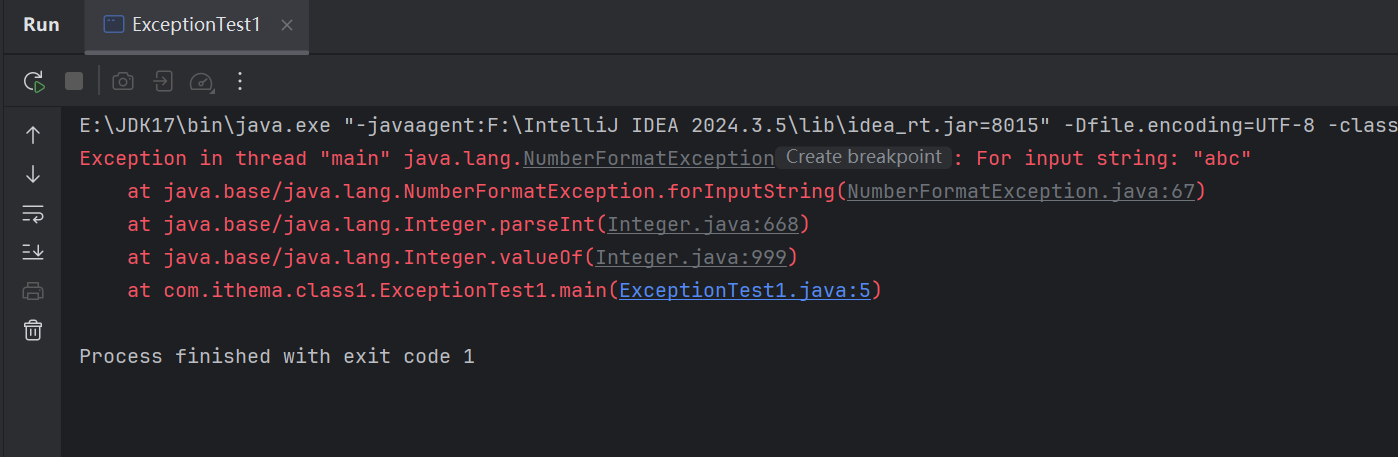 Run ExceptionTest1
E:\JDK17\bin\java.exe "-javaagent:F:\IntelliJ IDEA 2024.3.5\lib\idea_rt.jar=8015" -Dfile.encoding=UTF-8 -class
Exception in thread "main" java.lang.NumberFormatException Create breakpoint : For input string: "abc"
at java.base/java.lang.NumberFormatException.forInputString(NumberFormatException.java:67)
at java.base/java.lang.Integer.parseInt(Integer.java:668)
at java.base/java.lang.Integer.valueOf(Integer.java:999)
at com.ithema.class1.ExceptionTest1.main(ExceptionTest1.java:5)
Process finished with exit code 1